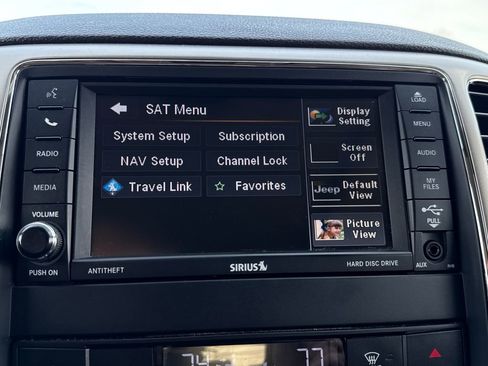 SAT Menu
System Setup
Subscription
NAV Setup
Channel Lock
Travel Link
Favorites
Display
Setting
Screen
Off
Jeep
Default
View
Picture
View
RADIO
MEDIA
VOLUME
PUSH ON
LOAD
MENU
AUDIO
MY
FILES
PULL
AUX
ANTITHEFT
SIRIUS
HARD DISC DRIVE
74
77